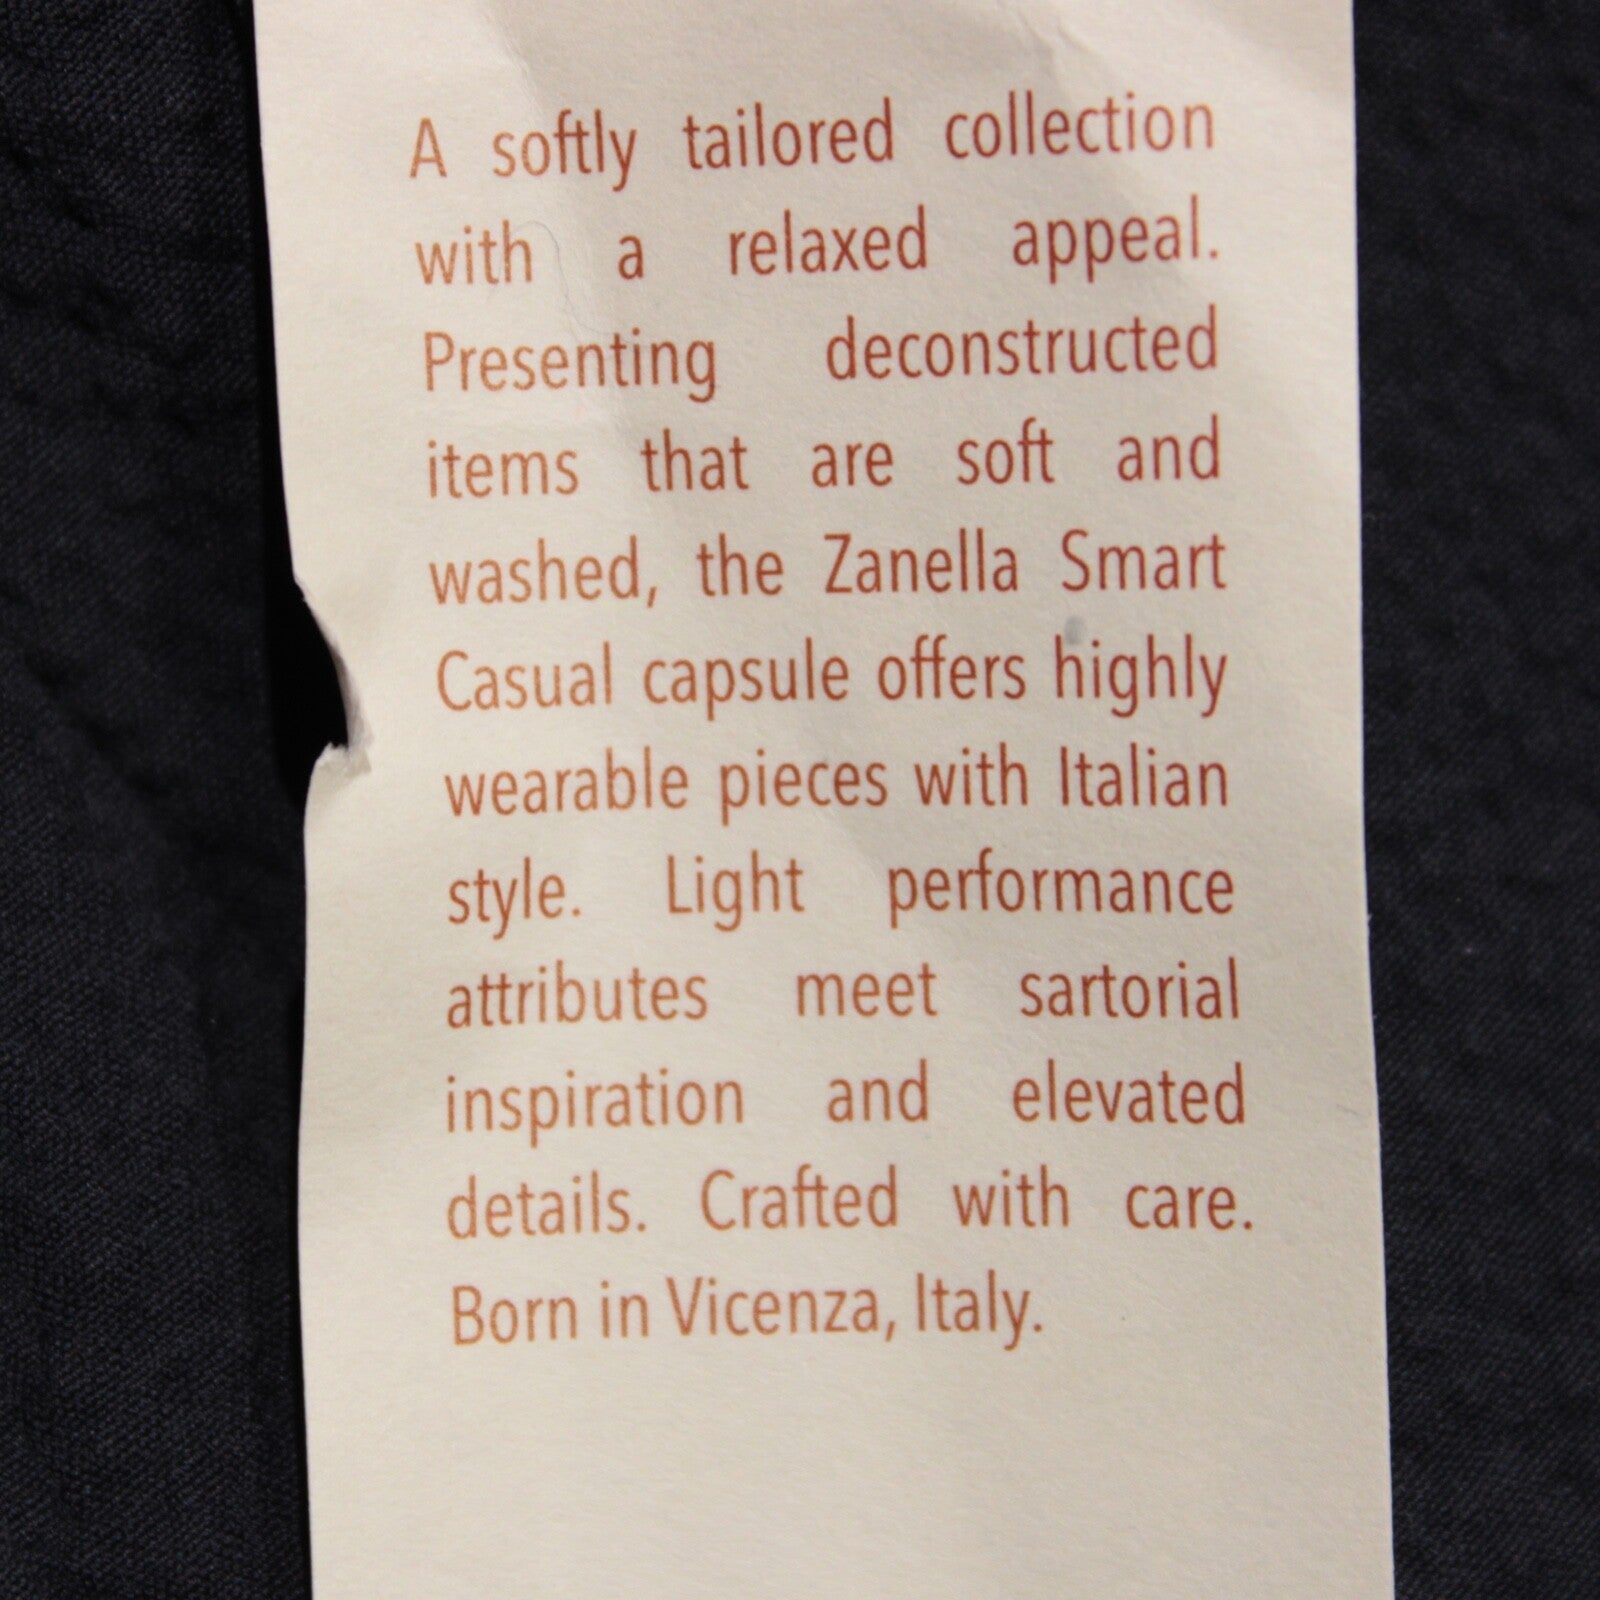 A softly tailored collection
with a relaxed appeal.
Presenting deconstructed
items that are soft and
washed, the Zanella Smart
Casual capsule offers highly
wearable pieces with Italian
style. Light performance
attributes meet sartorial
inspiration and elevated
details. Crafted with care.
Born in Vicenza, Italy.